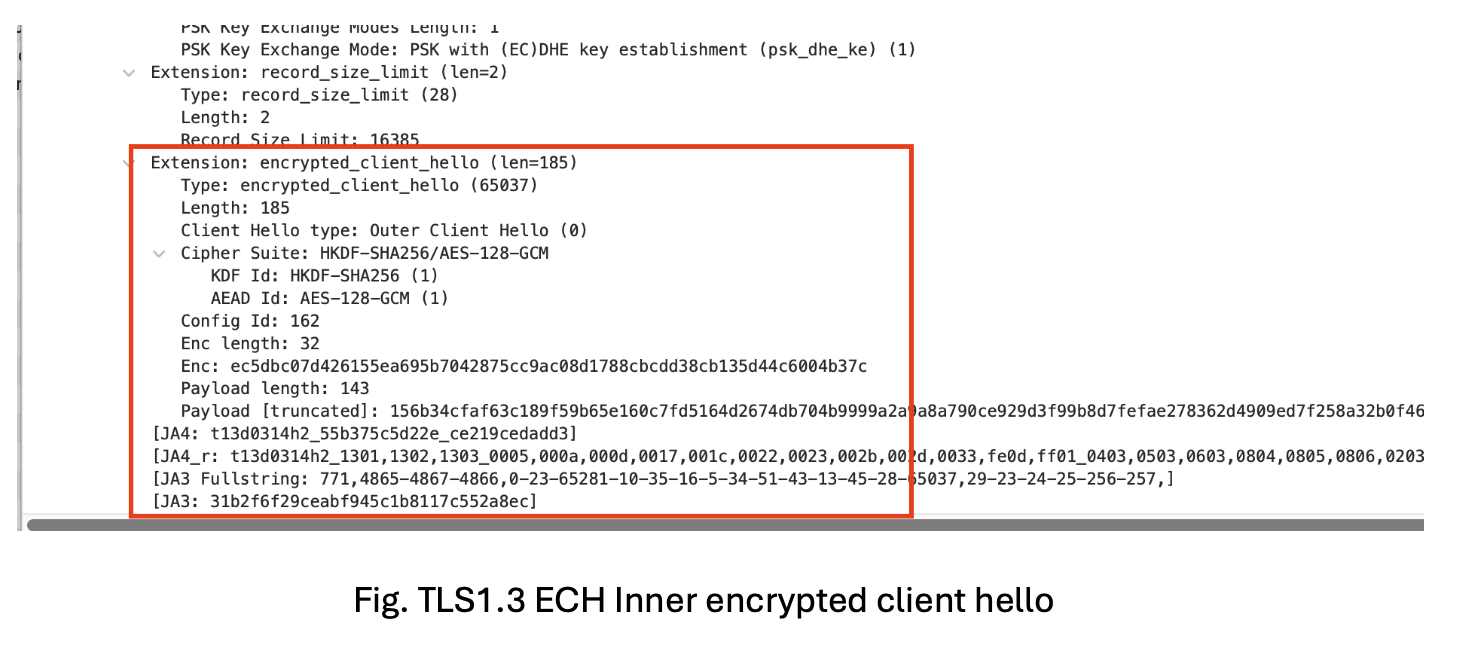 PSK Key Exchange Modes Length: 1
PSK Key Exchange Mode: PSK with (EC)DHE key establishment (psk_dhe_ke) (1)
Extension: record_size_limit (len=2)
Type: record_size_limit (28)
Length: 2
Record Size Limit: 16385
Extension: encrypted_client_hello (len=185)
Type: encrypted_client_hello (65037)
Length: 185
Client Hello type: Outer Client Hello (0)
Cipher Suite: HKDF-SHA256/AES-128-GCM
KDF Id: HKDF-SHA256 (1)
AEAD Id: AES-128-GCM (1)
Config Id: 162
Enc length: 32
Enc: ec5dbc07d426155ea695b7042875cc9ac08d1788cbcdd38cb135d44c6004b37c
Payload length: 143
Payload [truncated]: 156b34cfaf63c189f59b65e160c7fd5164d2674db704b9999a2a9a8a790ce929d3f99b8d7fefae278362d4909ed7f258a32b0f46
[JA4: t13d0314h2_55b375c5d22e_ce219cedadd3]
[JA4_r: t13d0314h2_1301,1302,1303_0005,000a,000d,0017,001c,0022,0023,002b,002d,0033,fe0d,ff01_0403,0503,0603,0804,0805,0806,0203
[JA3 Fullstring: 771,4865-4867-4866,0-23-65281-10-35-16-5-34-51-43-13-45-28-65037,29-23-24-25-256-257,]
[JA3: 31b2f6f29ceabf945c1b8117c552a8ec]
Fig. TLS1.3 ECH Inner encrypted client hello